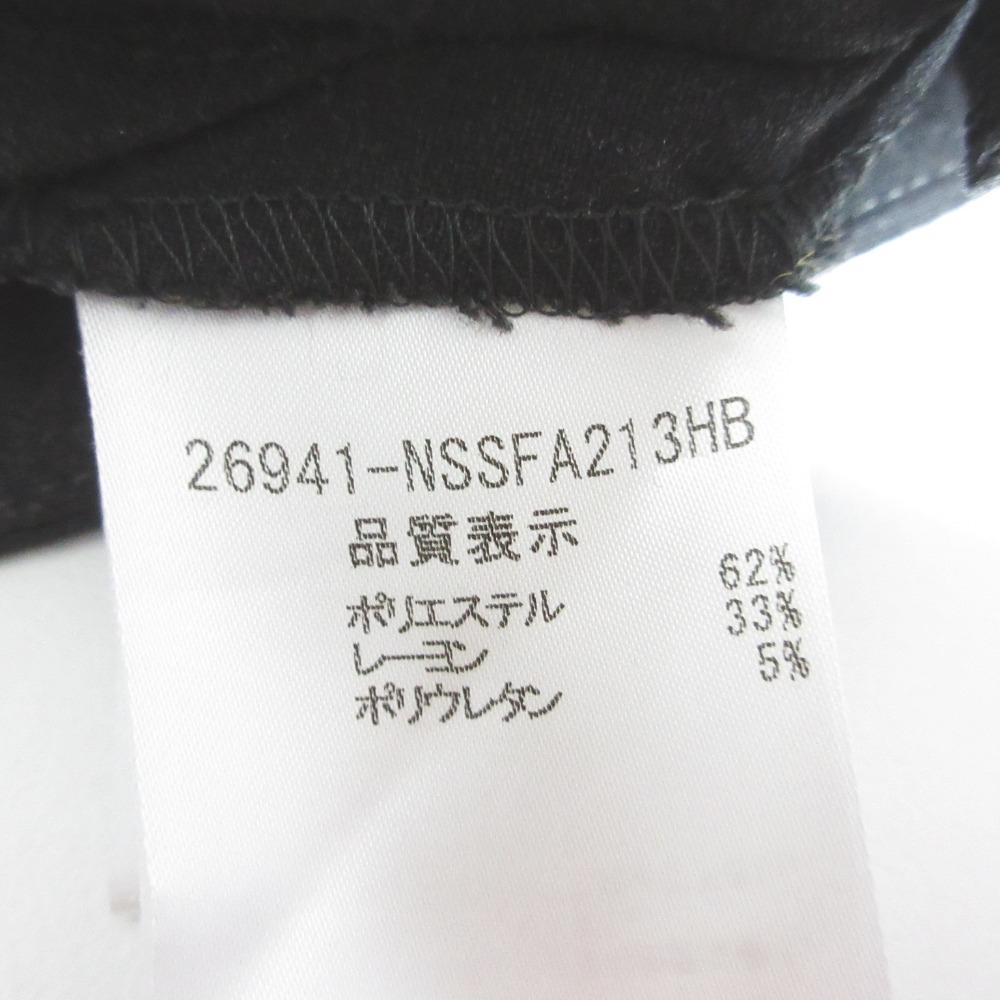 26941-NSSFA213HB
品質表示
ポリエステル 62%
レーヨン 33%
ポリウレタン 5%